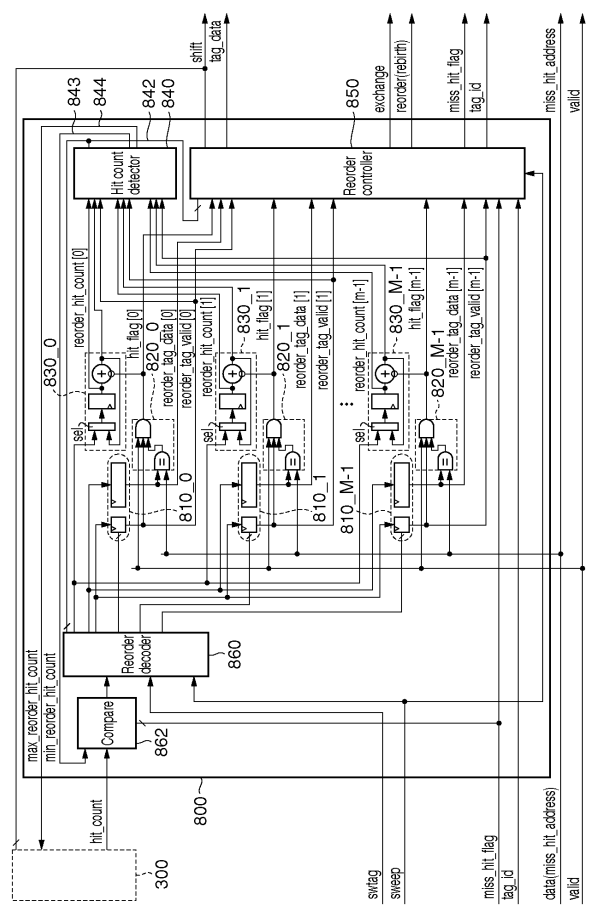 shift
tag_data
exchange
reorder(rebirth)
miss_hit_flag
tag_id
miss_hit_address
valid
843
844
842
840
850
Hit count
detector
Reorder
controller
830_0
reorder_hit_count [0]
sel
hit_flag [0]
820_0
reorder_tag_data [0]
reorder_tag_valid [0]
810_0
reorder_hit_count [1]
830_1
sel
hit_flag [1]
820_1
reorder_tag_data [1]
reorder_tag_valid [1]
810_1
reorder_hit_count [m-1]
830_M-1
sel
hit_flag [m-1]
820_M-1
reorder_tag_data [m-1]
reorder_tag_valid [m-1]
810_M-1
=
=
=
Reorder
decoder
860
Compare
862
max_reorder_hit_count
min_reorder_hit_count
800
hit_count
300
swtag
sweep
miss_hit_flag
tag_id
data(miss_hit_address)
valid